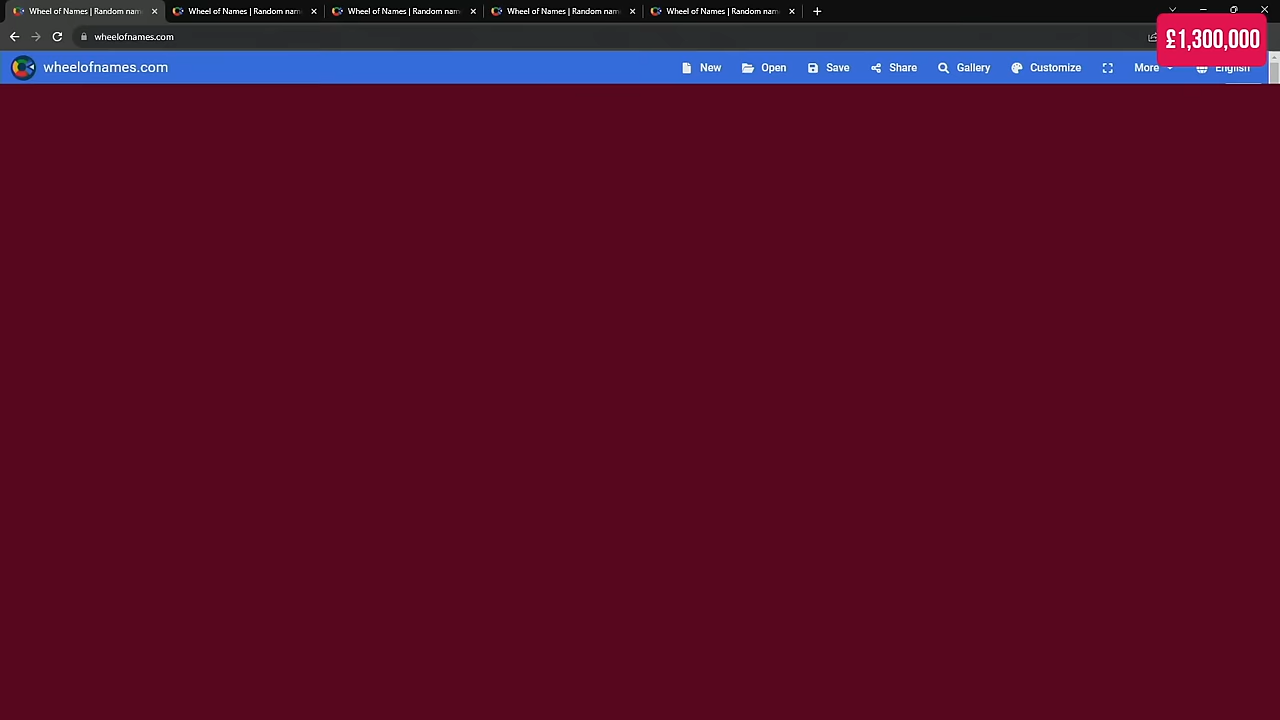 Wheel of Names | Random nam
Wheel of Names | Random nam
Wheel of Names | Random nam
Wheel of Names | Random nam
Wheel of Names | Random nam
wheelofnames.com
£1,300,000
wheelofnames.com
New
Open
Save
Share
Gallery
Customize
More
English